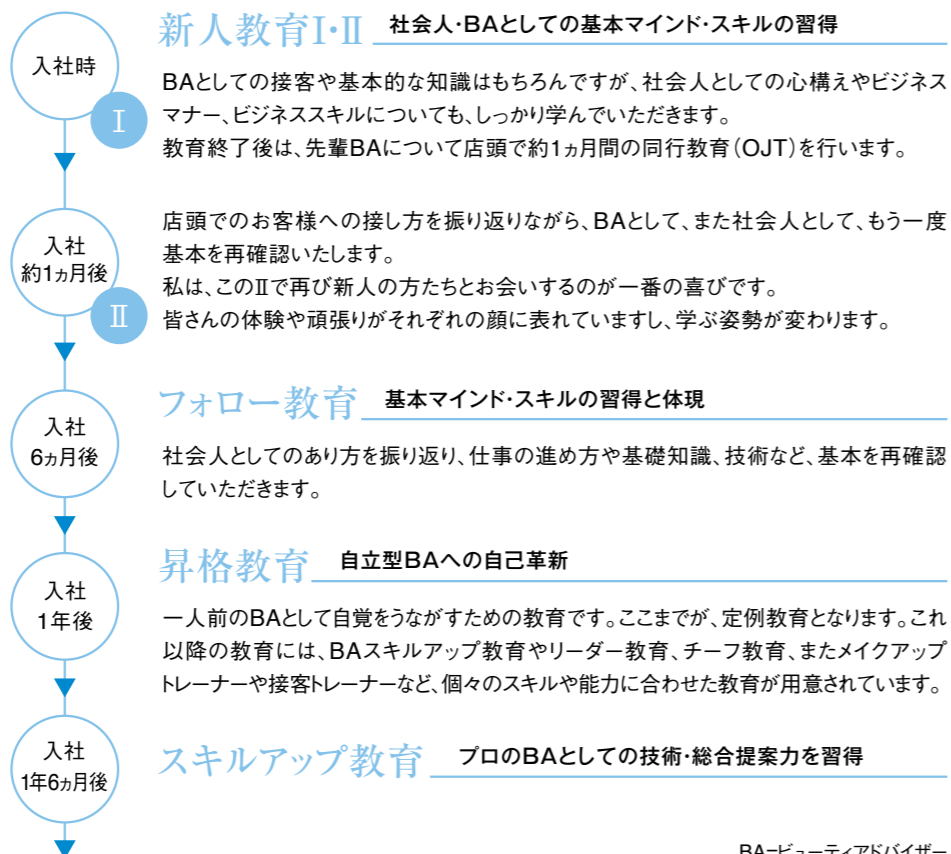 新人教育Ⅰ・Ⅱ 社会人・BAとしての基本マインド・スキルの習得
入社時
Ⅰ
BAとしての接客や基本的な知識はもちろんですが、社会人としての心構えやビジネス
マナー、ビジネススキルについても、しっかり学んでいただきます。
教育終了後は、先輩BAについて店頭で約1ヵ月間の同行教育(OJT)を行います。
入社
約1ヵ月後
Ⅱ
店頭でのお客様への接し方を振り返りながら、BAとして、また社会人として、もう一度
基本を再確認いたします。
私は、このⅡで再び新人の方たちとお会いするのが一番の喜びです。
皆さんの体験や頑張りがそれぞれの顔に表れていますし、学ぶ姿勢が変わります。
フォロー教育 基本マインド・スキルの習得と体現
入社
6ヵ月後
社会人としてのあり方を振り返り、仕事の進め方や基礎知識、技術など、基本を再確認
していただきます。
昇格教育 自立型BAへの自己革新
入社
1年後
一人前のBAとして自覚をうながすための教育です。ここまでが、定例教育となります。これ
以降の教育には、BAスキルアップ教育やリーダー教育、チーフ教育、またメイクアップ
トレーナーや接客トレーナーなど、個々のスキルや能力に合わせた教育が用意されています。
入社
1年6ヵ月後
スキルアップ教育 プロのBAとしての技術・総合提案力を習得
BA=ビューティアドバイザー